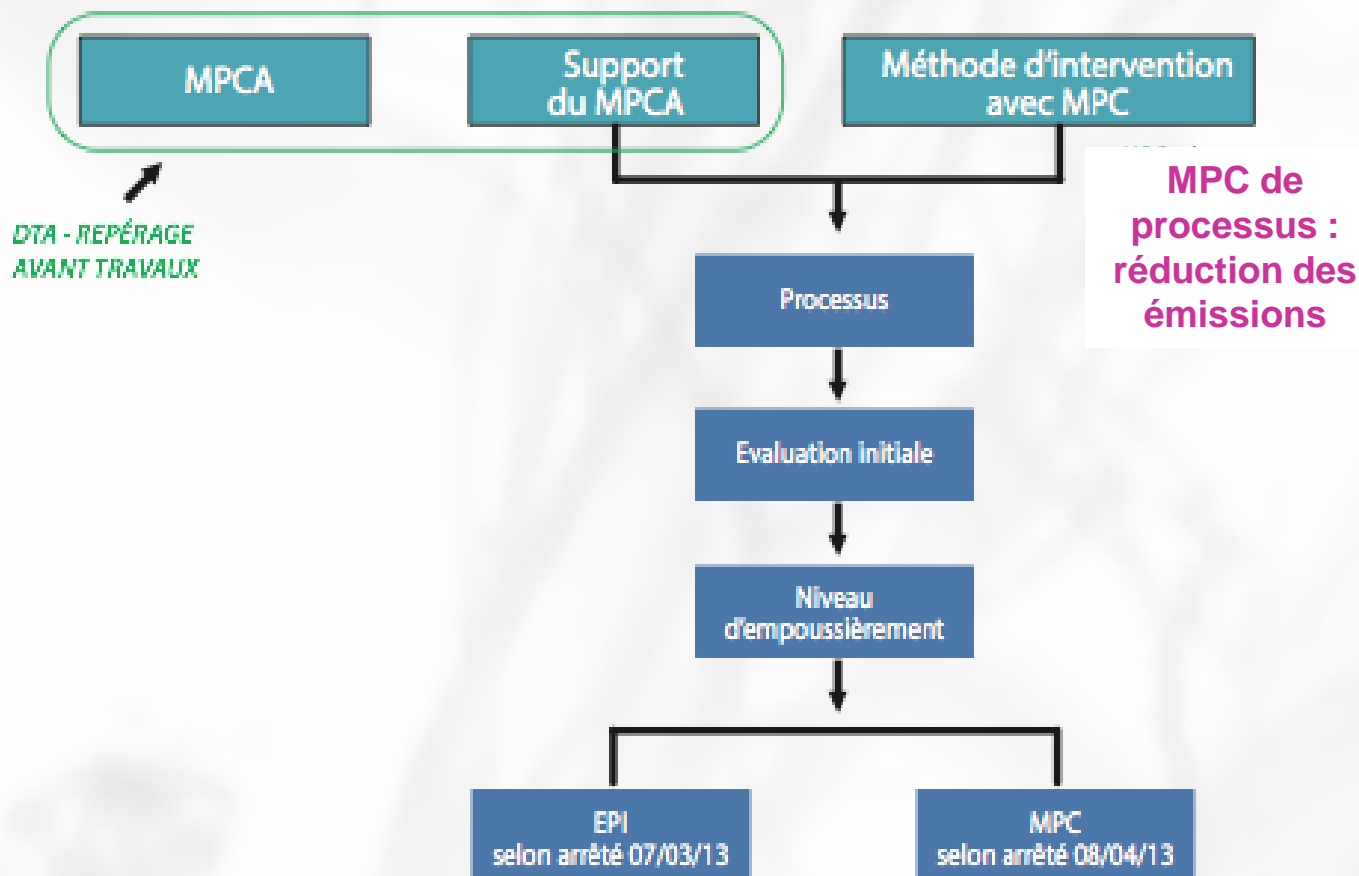 MPCA
Support
du MPCA
Méthode d'intervention
avec MPC
DTA - REPÉRAGE
AVANT TRAVAUX
MPC de
processus :
réduction des
émissions
Processus
Evaluation initiale
Niveau
d'empoussièrement
EPI
selon arrêté 07/03/13
MPC
selon arrêté 08/04/13